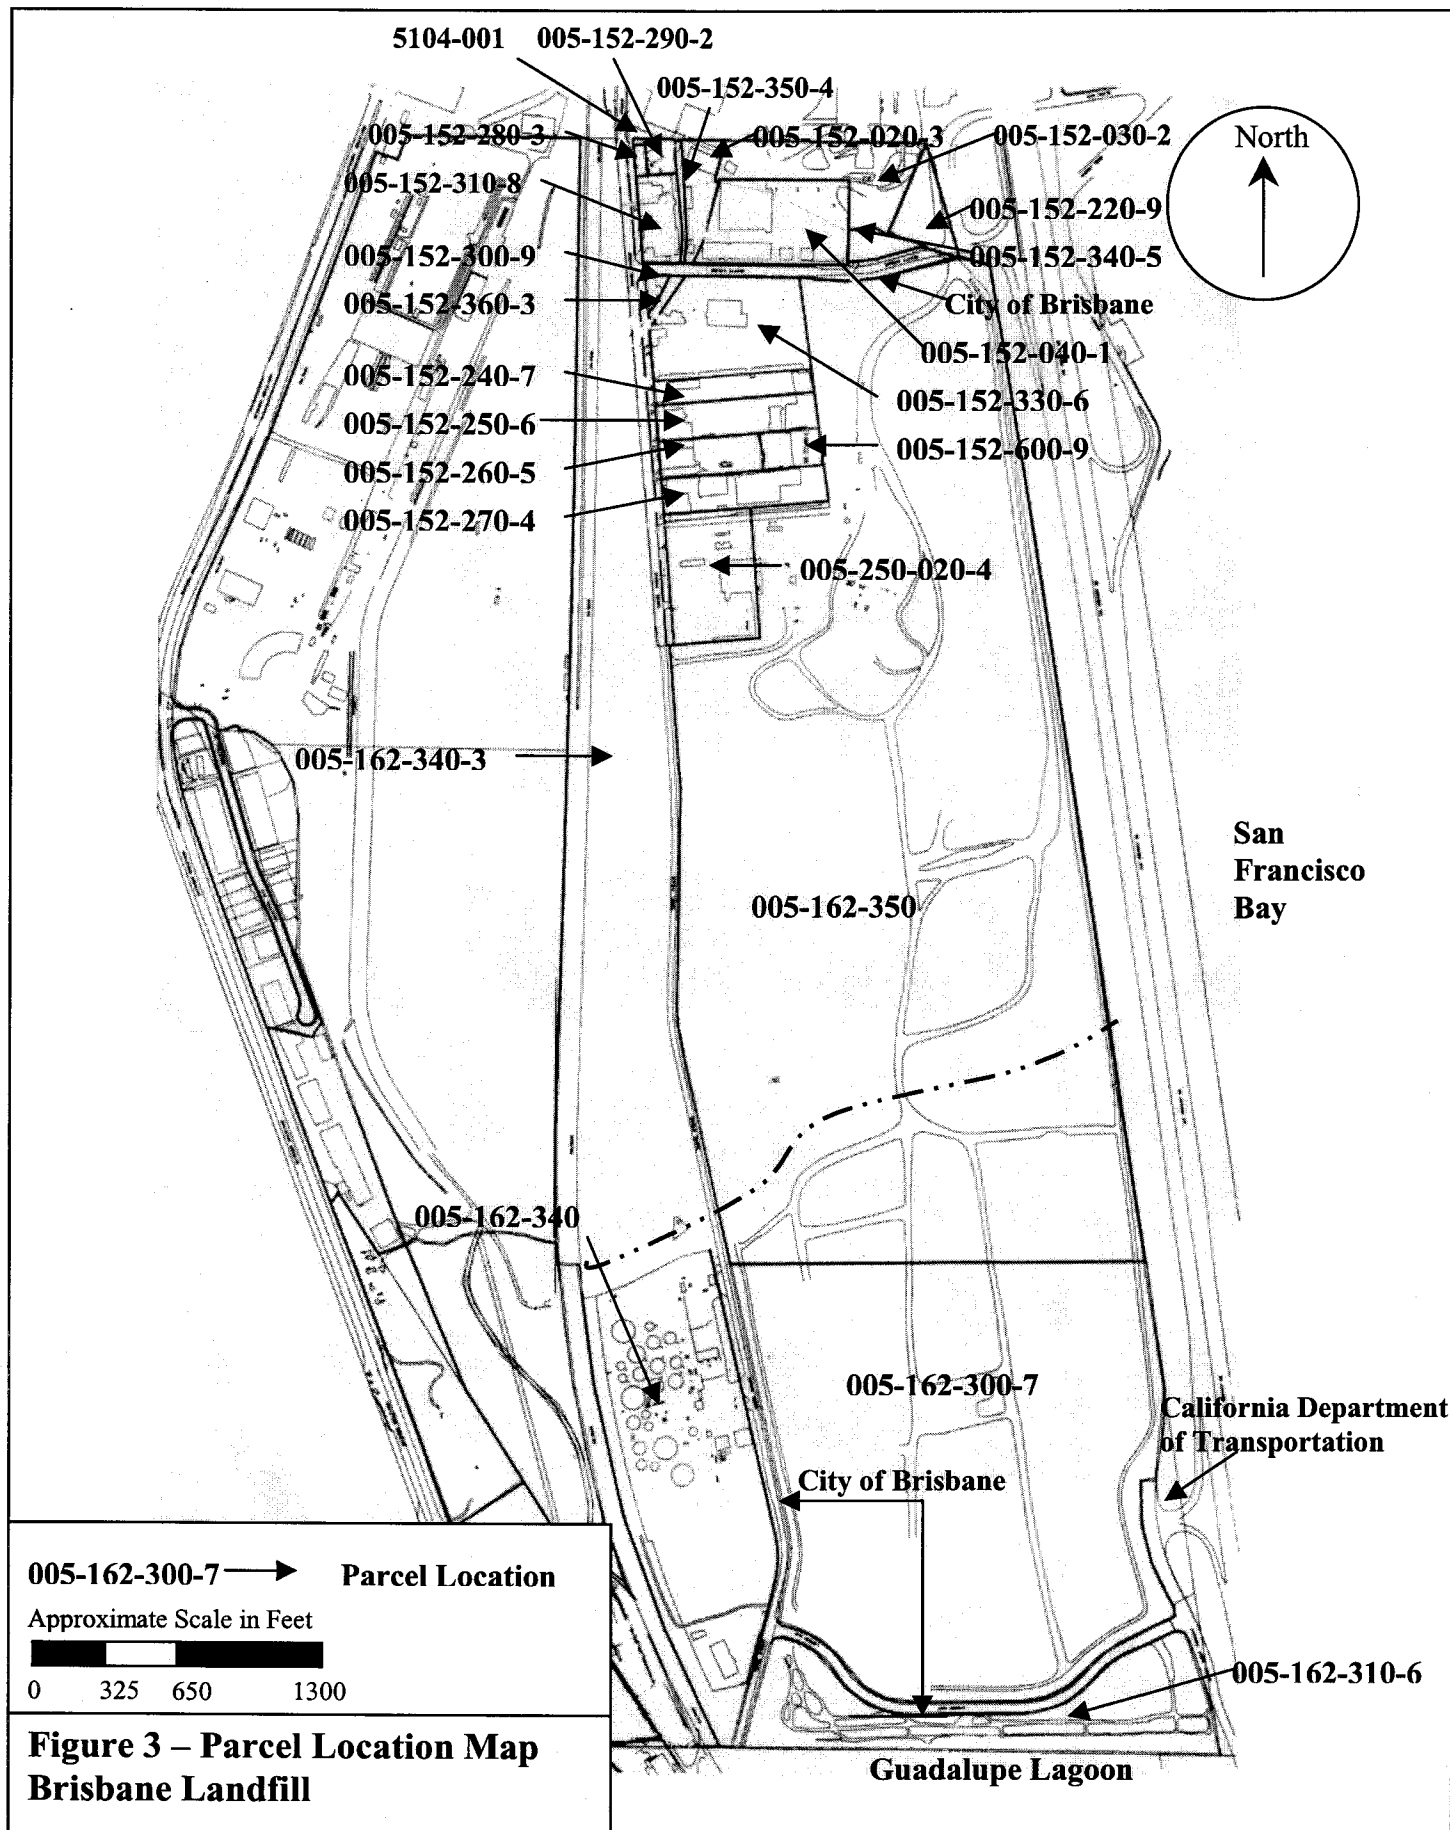 5104-001 005-152-290-2
005-152-350-4
005-152-280-3 005-152-020-3 005-152-030-2
North
005-152-310-8
005-152-220-9
005-152-300-9 005-152-340-5
005-152-360-3 City of Brisbane
005-152-040-1
005-152-240-7
005-152-330-6
005-152-250-6
005-152-600-9
005-152-260-5
005-152-270-4
005-250-020-4
005-162-340-3
San
Francisco
Bay
005-162-350
005-162-340
005-162-300-7
California Department
of Transportation
City of Brisbane
005-162-300-7 Parcel Location
Approximate Scale in Feet
0 325 650 1300
005-162-310-6
Figure 3 – Parcel Location Map
Brisbane Landfill
Guadalupe Lagoon